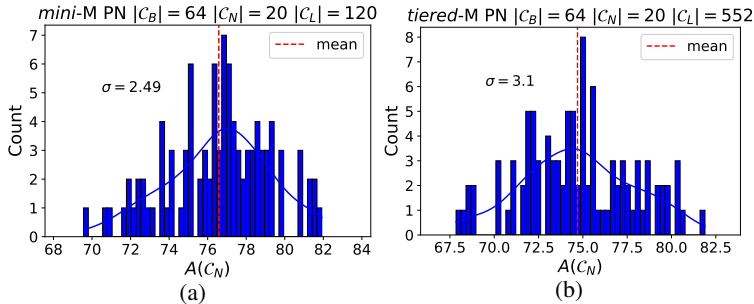 mini-M PN |𝒞_B| = 64 |𝒞_N| = 20 |𝒞_L| = 120
7
6
5
4
3
2
1
0
Count
mean
σ = 2.49
68 70 72 74 76 78 80 82 84
A(𝒞_N)
(a)
tiered-M PN |𝒞_B| = 64 |𝒞_N| = 20 |𝒞_L| = 552
8
7
6
5
4
3
2
1
0
Count
mean
σ = 3.1
67.5 70.0 72.5 75.0 77.5 80.0 82.5
A(𝒞_N)
(b)